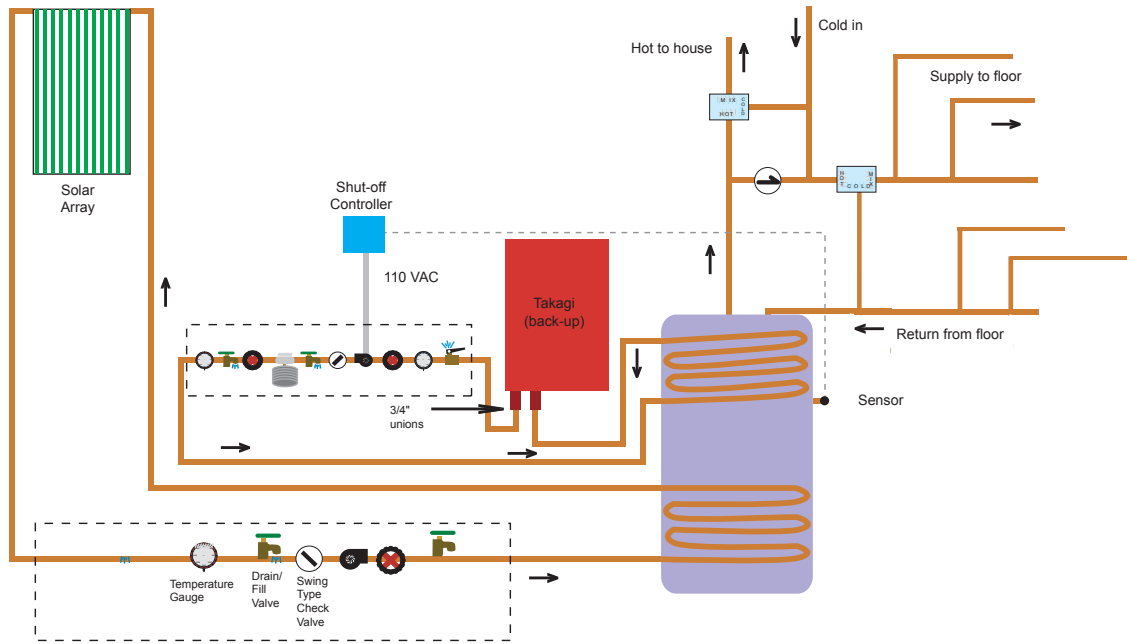 Cold in
Hot to house
Supply to floor
MIX
COLD
HOT
HOT
MIX
COLD
Solar
Array
Shut-off
Controller
110 VAC
Takagi
(back-up)
Return from floor
3/4"
unions
Sensor
Temperature
Gauge
Drain/
Fill
Valve
Swing
Type
Check
Valve